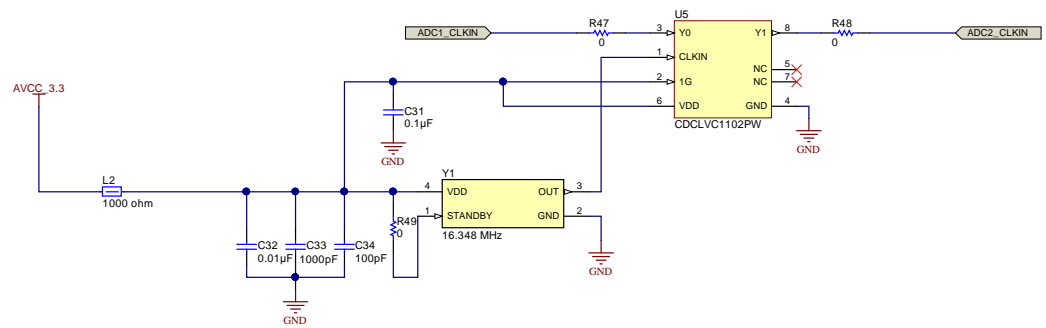 U5
R47
R48
ADC1_CLKIN
3
Y0
Y1
8
ADC2_CLKIN
0
0
1
CLKIN
NC
5
2
1G
NC
7
AVCC_3.3
C31
6
VDD
GND
4
0.1µF
CDCLVC1102PW
GND
GND
L2
Y1
4
VDD
OUT
3
1000 ohm
R49
0
1
STANDBY
GND
2
16.348 MHz
C32
C33
C34
0.01µF
1000pF
100pF
GND
GND